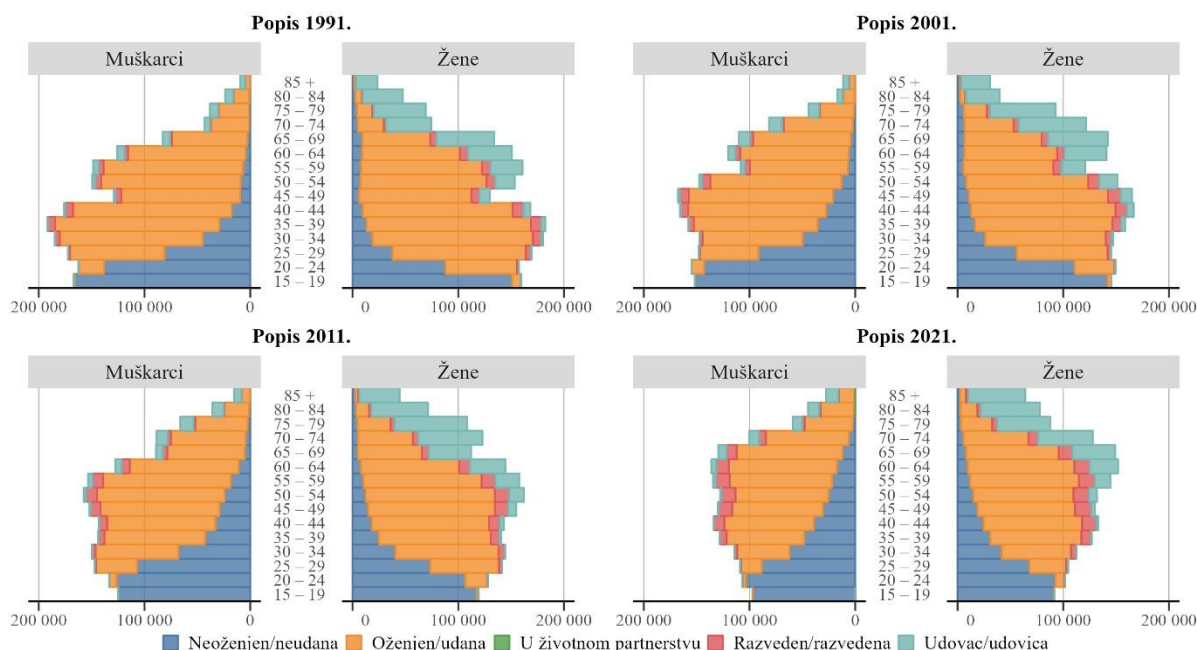 Popis 1991.
Popis 2001.
Muškarci
Žene
Muškarci
Žene
85 +
80 – 84
75 – 79
70 – 74
65 – 69
60 – 64
55 – 59
50 – 54
45 – 49
40 – 44
35 – 39
30 – 34
25 – 29
20 – 24
15 – 19
85 +
80 – 84
75 – 79
70 – 74
65 – 69
60 – 64
55 – 59
50 – 54
45 – 49
40 – 44
35 – 39
30 – 34
25 – 29
20 – 24
15 – 19
200 000 100 000 0 0 100 000 200 000
200 000 100 000 0 0 100 000 200 000
Popis 2011.
Popis 2021.
Muškarci
Žene
Muškarci
Žene
85 +
80 – 84
75 – 79
70 – 74
65 – 69
60 – 64
55 – 59
50 – 54
45 – 49
40 – 44
35 – 39
30 – 34
25 – 29
20 – 24
15 – 19
85 +
80 – 84
75 – 79
70 – 74
65 – 69
60 – 64
55 – 59
50 – 54
45 – 49
40 – 44
35 – 39
30 – 34
25 – 29
20 – 24
15 – 19
200 000 100 000 0 0 100 000 200 000
200 000 100 000 0 0 100 000 200 000
Neoženjen/neudana Oženjen/udana U životnom partnerstvu Razveden/razvedena Udovac/udovica